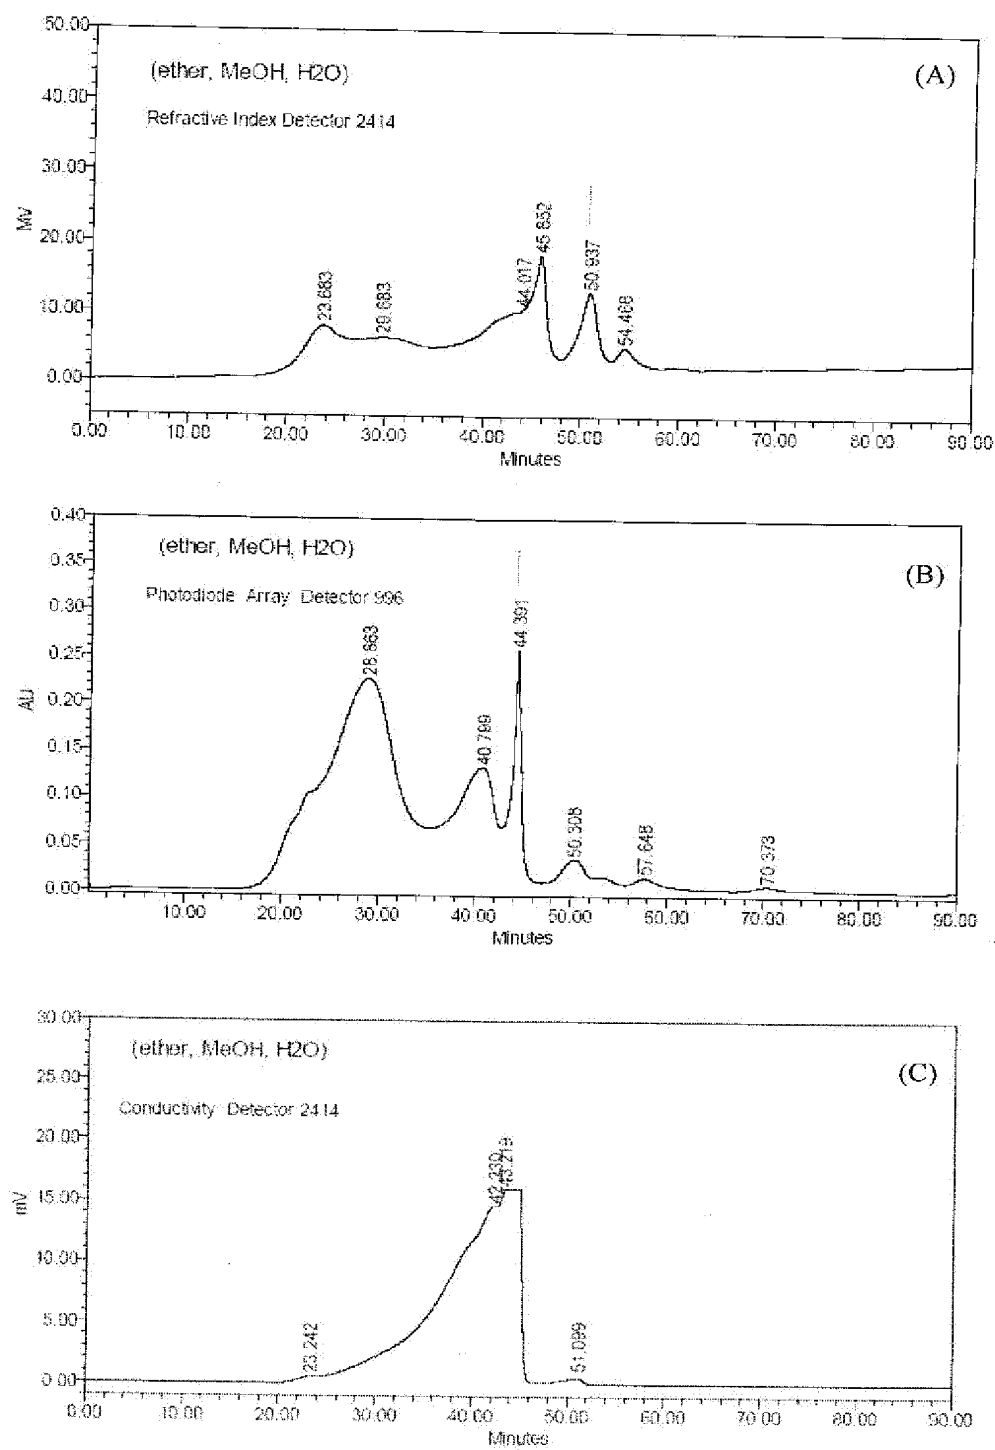 50.00
(ether, MeOH, H2O)
(A)
40.00
Refractive Index Detector 2414
30.00
Mv
20.00
10.00
0.00
23.683
29.683
44.017
45.852
50.937
54.468
0.00 10.00 20.00 30.00 40.00 50.00 60.00 70.00 80.00 90.00
Minutes
0.40
(ether, MeOH, H2O)
(B)
0.35
Photodiode Array Detector 996
0.30
0.25
AU
0.20
0.15
0.10
0.05
0.00
28.863
40.799
44.391
50.308
57.648
70.373
10.00 20.00 30.00 40.00 50.00 60.00 70.00 80.00 90.00
Minutes
30.00
(ether, MeOH, H2O)
(C)
25.00
Conductivity Detector 2414
20.00
mV
15.00
10.00
5.00
0.00
23.242
42.330
51.099
0.00 10.00 20.00 30.00 40.00 50.00 60.00 70.00 80.00 90.00
Minutes